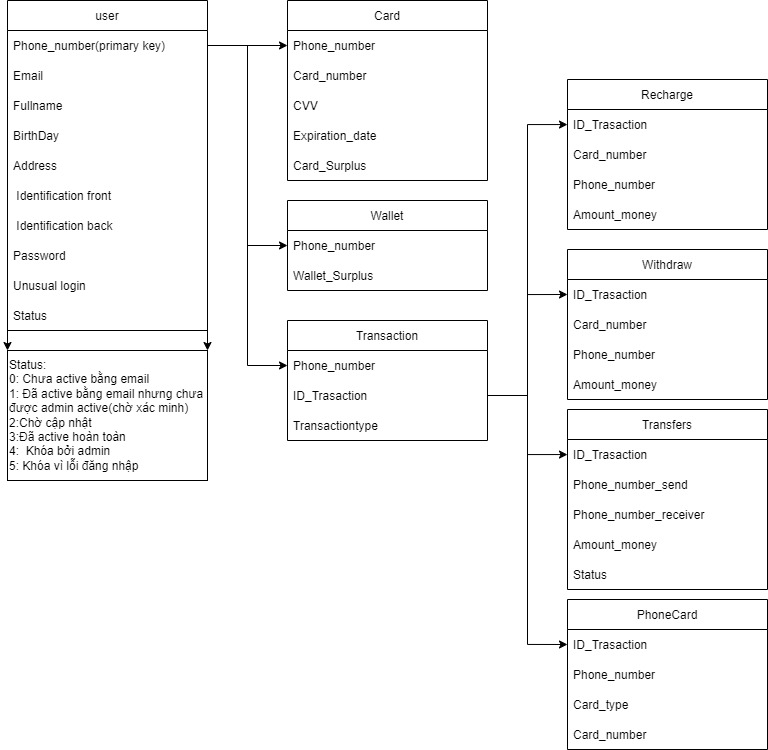 user
Phone_number(primary key)
Email
Fullname
BirthDay
Address
Identification front
Identification back
Password
Unusual login
Status
Status:
0: Chưa active bằng email
1: Đã active bằng email nhưng chưa
được admin active(chờ xác minh)
2:Chờ cập nhật
3:Đã active hoàn toàn
4:  Khóa bởi admin
5: Khóa vì lỗi đăng nhập
Card
Phone_number
Card_number
CVV
Expiration_date
Card_Surplus
Wallet
Phone_number
Wallet_Surplus
Transaction
Phone_number
ID_Trasaction
Transactiontype
Recharge
ID_Trasaction
Card_number
Phone_number
Amount_money
Withdraw
ID_Trasaction
Card_number
Phone_number
Amount_money
Transfers
ID_Trasaction
Phone_number_send
Phone_number_receiver
Amount_money
Status
PhoneCard
ID_Trasaction
Phone_number
Card_type
Card_number